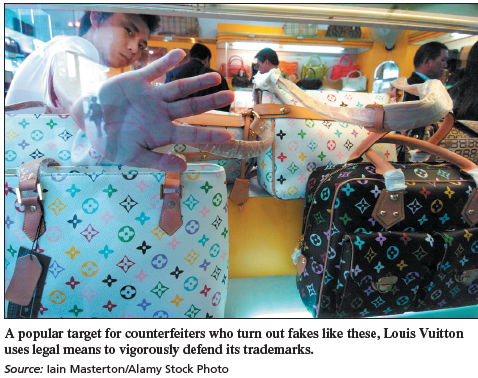 A popular target for counterfeiters who turn out fakes like these, Louis Vuitton
uses legal means to vigorously defend its trademarks.
Source: Iain Masterton/Alamy Stock Photo